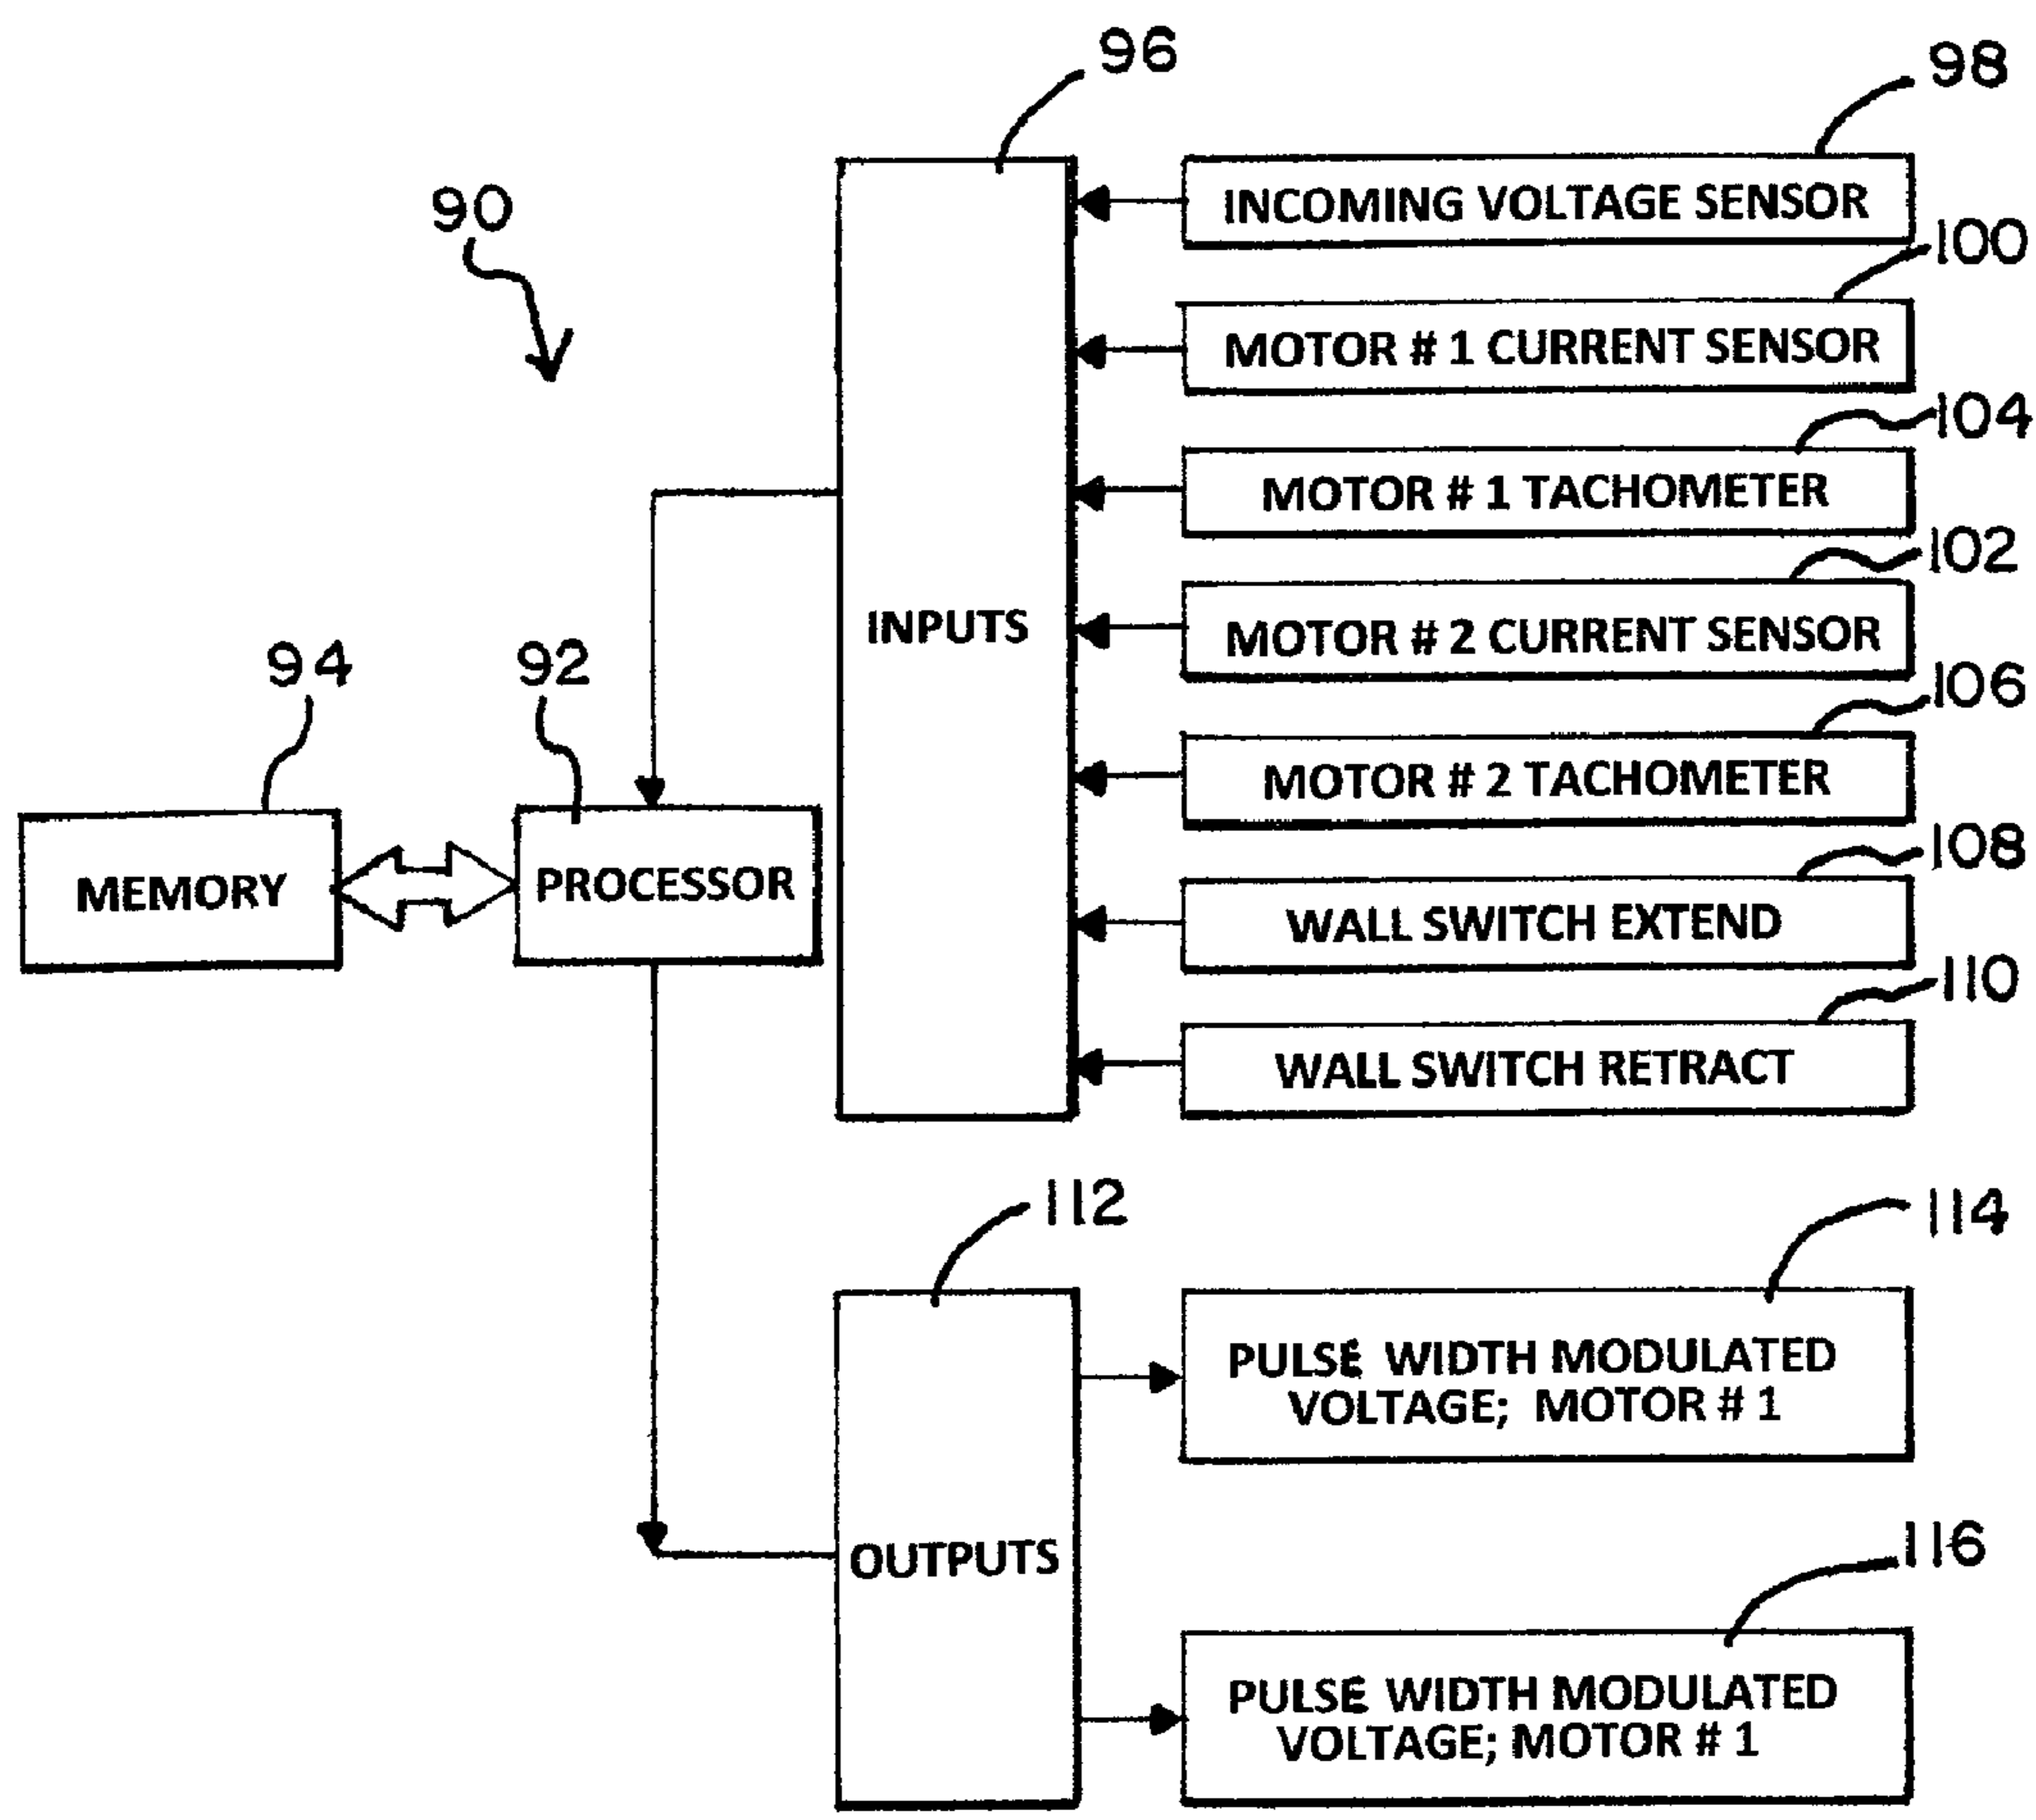 96
98
90
INCOMING VOLTAGE SENSOR
100
MOTOR # 1 CURRENT SENSOR
104
MOTOR # 1 TACHOMETER
102
INPUTS
MOTOR # 2 CURRENT SENSOR
94
92
106
MOTOR # 2 TACHOMETER
MEMORY
PROCESSOR
108
WALL SWITCH EXTEND
110
WALL SWITCH RETRACT
112
114
PULSE WIDTH MODULATED
VOLTAGE; MOTOR # 1
OUTPUTS
116
PULSE WIDTH MODULATED
VOLTAGE; MOTOR # 1